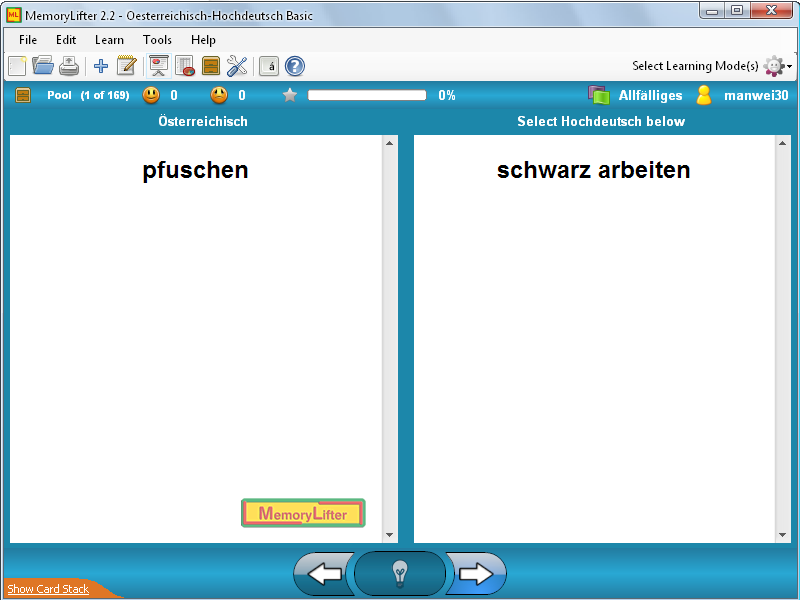 MemoryLifter 2.2 - Oesterreichisch-Hochdeutsch Basic
File Edit Learn Tools Help
á ? Select Learning Mode(s)
Pool (1 of 169) 0 0 0% Allfälliges manwei30
Österreichisch Select Hochdeutsch below
pfuschen schwarz arbeiten
MemoryLifter
Show Card Stack